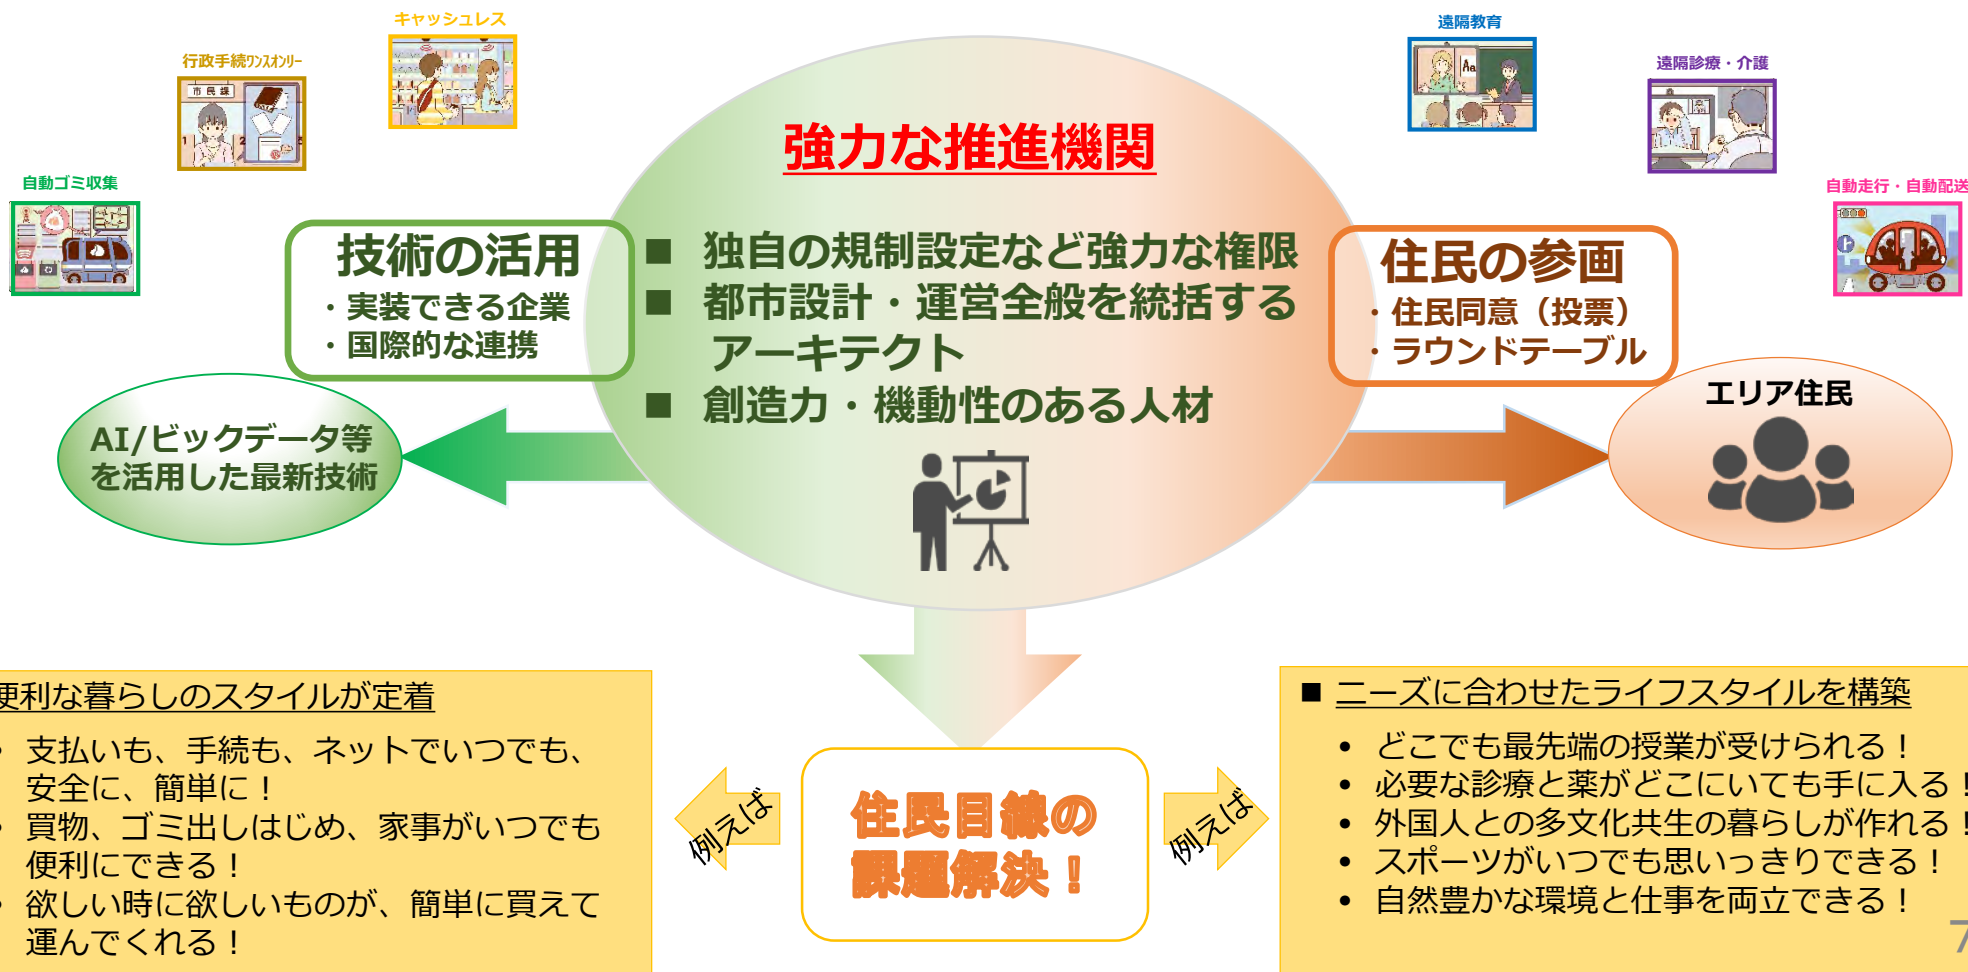 キャッシュレス
行政手続ワンスオンリー
市民課
自動ゴミ収集
遠隔教育
Aa
遠隔診療・介護
自動走行・自動配送
強力な推進機関
技術の活用
・実装できる企業
・国際的な連携
■ 独自の規制設定など強力な権限
■ 都市設計・運営全般を統括する
アーキテクト
■ 創造力・機動性のある人材
住民の参画
・住民同意（投票）
・ラウンドテーブル
AI/ビックデータ等
を活用した最新技術
エリア住民
便利な暮らしのスタイルが定着
• 支払いも、手続も、ネットでいつでも、
安全に、簡単に！
• 買物、ゴミ出しはじめ、家事がいつでも
便利にできる！
• 欲しい時に欲しいものが、簡単に買えて
運んでくれる！
例えば
住民目線の
課題解決！
例えば
■ ニーズに合わせたライフスタイルを構築
• どこでも最先端の授業が受けられる！
• 必要な診療と薬がどこにいても手に入る！
• 外国人との多文化共生の暮らしが作れる！
• スポーツがいつでも思いっきりできる！
• 自然豊かな環境と仕事を両立できる！
7